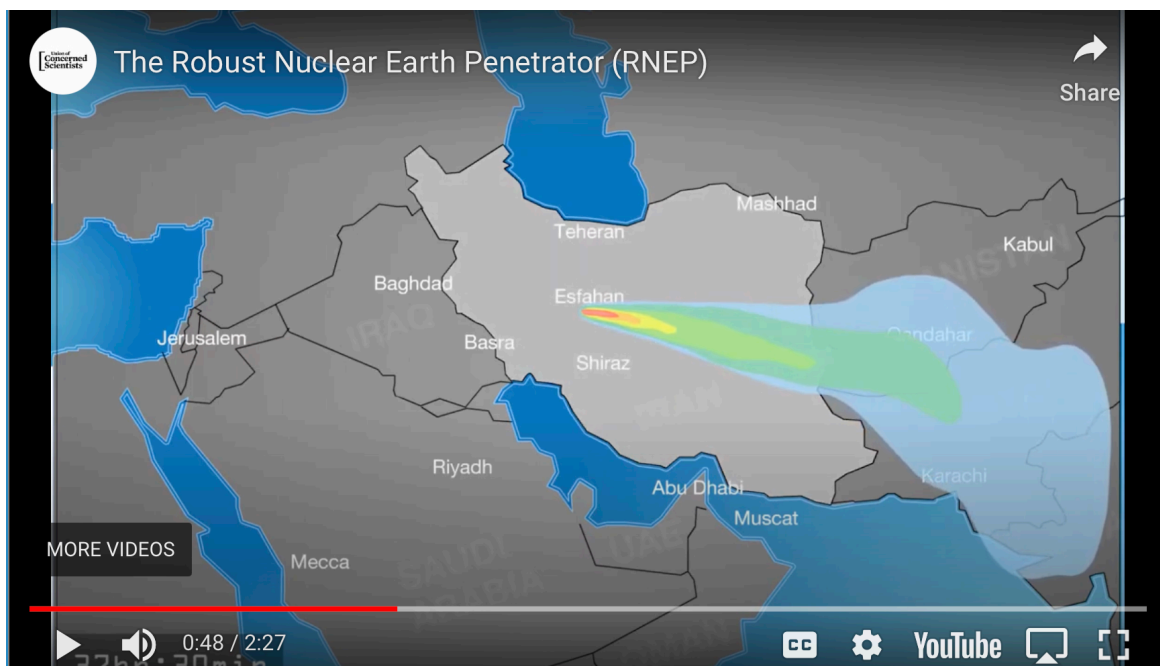 Union of
Concerned
Scientists
The Robust Nuclear Earth Penetrator (RNEP)
Share
Mashhad
Teheran
Kabul
Baghdad
Esfahan
IRAQ
Jerusalem
Basra
Qandahar
Shiraz
IRAN
Riyadh
Karachi
Abu Dhabi
Muscat
MORE VIDEOS
Mecca
SAUDI
ARABIA
UAE
OMAN
0:48 / 2:27
CC
YouTube